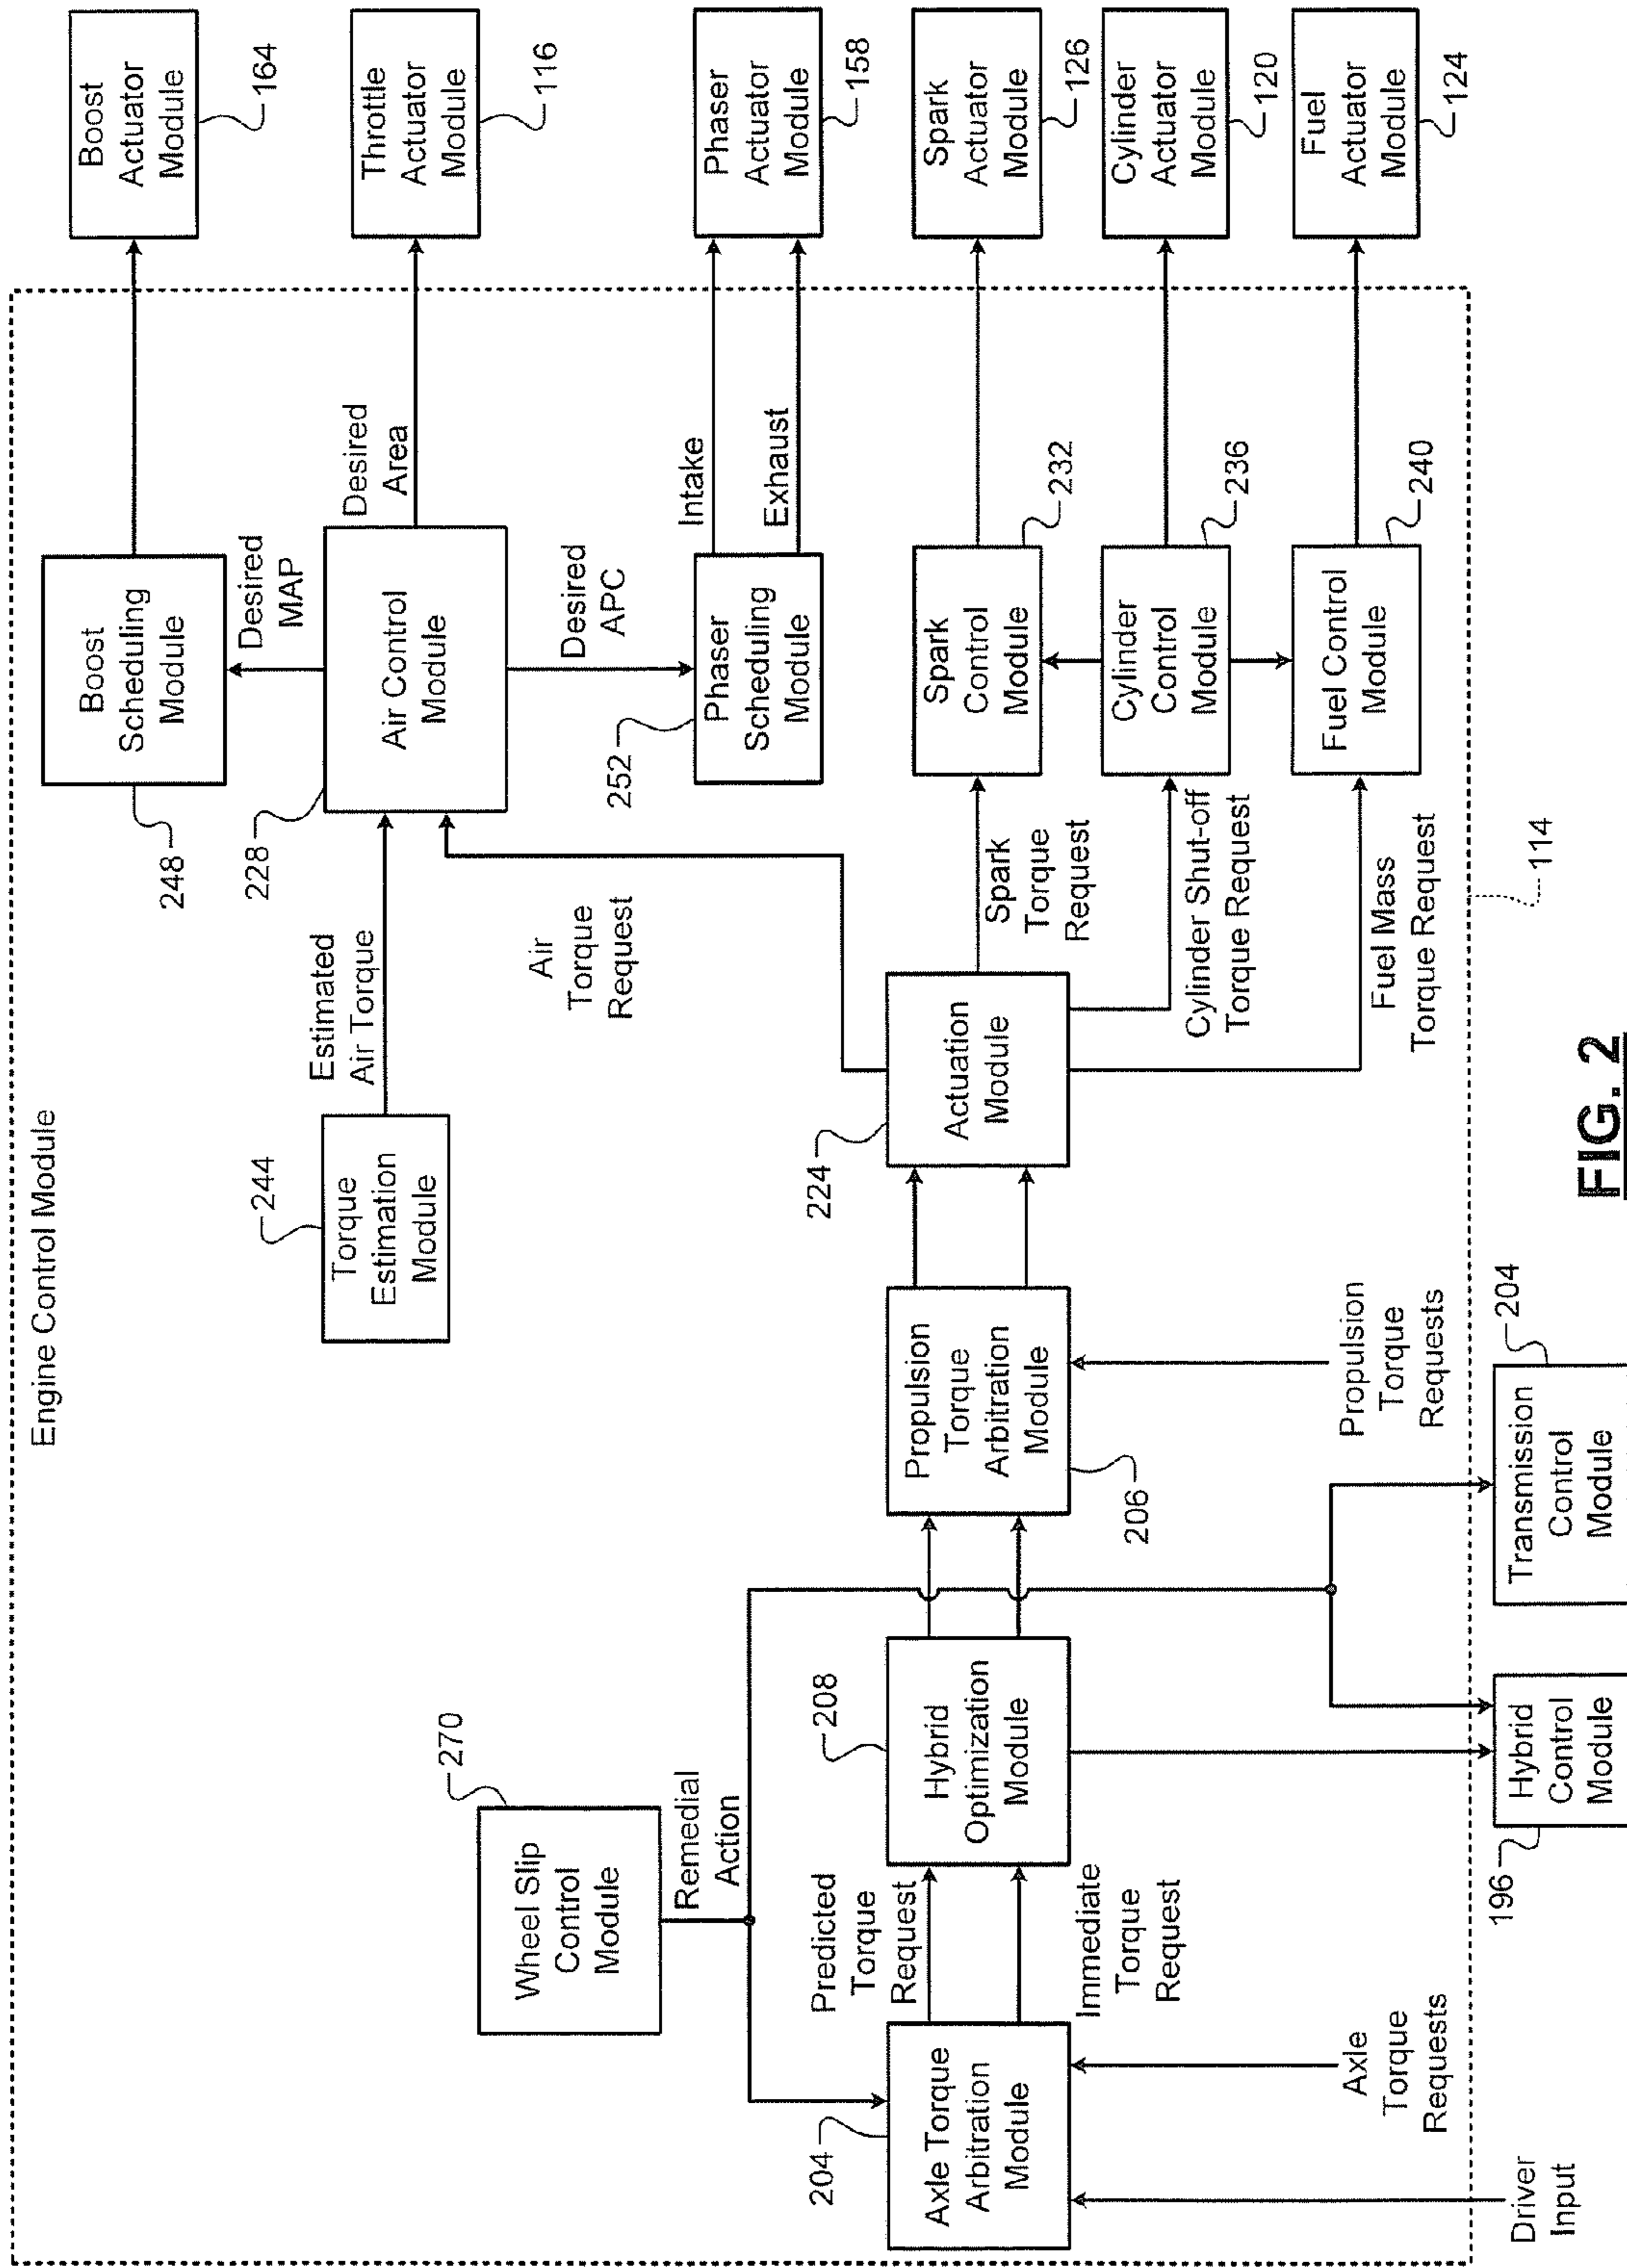 Engine Control Module
Boost
Scheduling
Module
248
Boost
Actuator
Module
164
Desired
MAP
Torque
Estimation
Module
244
Estimated
Air Torque
Air Control
Module
228
Desired
Area
Throttle
Actuator
Module
116
Wheel Slip
Control
Module
270
Remedial
Action
Air
Torque
Request
Desired
APC
252
Phaser
Scheduling
Module
Intake
Exhaust
Phaser
Actuator
Module
158
204
Axle Torque
Arbitration
Module
Predicted
Torque
Request
Immediate
Torque
Request
208
Hybrid
Optimization
Module
Propulsion
Torque
Arbitration
Module
206
224
Actuation
Module
Spark
Torque
Request
Spark
Control
Module
232
Spark
Actuator
Module
126
Cylinder Shut-off
Torque Request
Cylinder
Control
Module
236
Cylinder
Actuator
Module
120
Fuel Mass
Torque Request
Fuel Control
Module
240
Fuel
Actuator
Module
124
Axle
Torque
Requests
Propulsion
Torque
Requests
114
Driver
Input
196
Hybrid
Control
Module
Transmission
Control
Module
204
FIG. 2